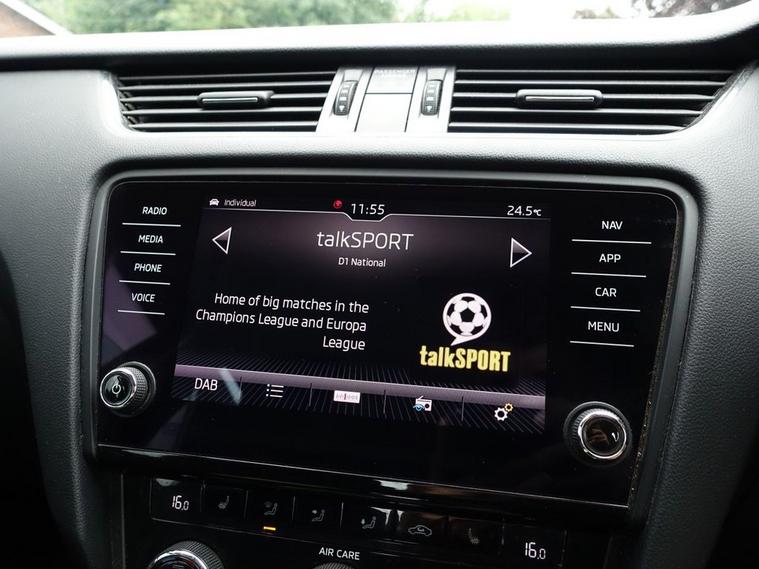 Individual
11:55
24.5°C
RADIO
MEDIA
PHONE
VOICE
talkSPORT
D1 National
Home of big matches in the
Champions League and Europa
League
talkSPORT
DAB
NAV
APP
CAR
MENU
16.0
16.0
AIR CARE